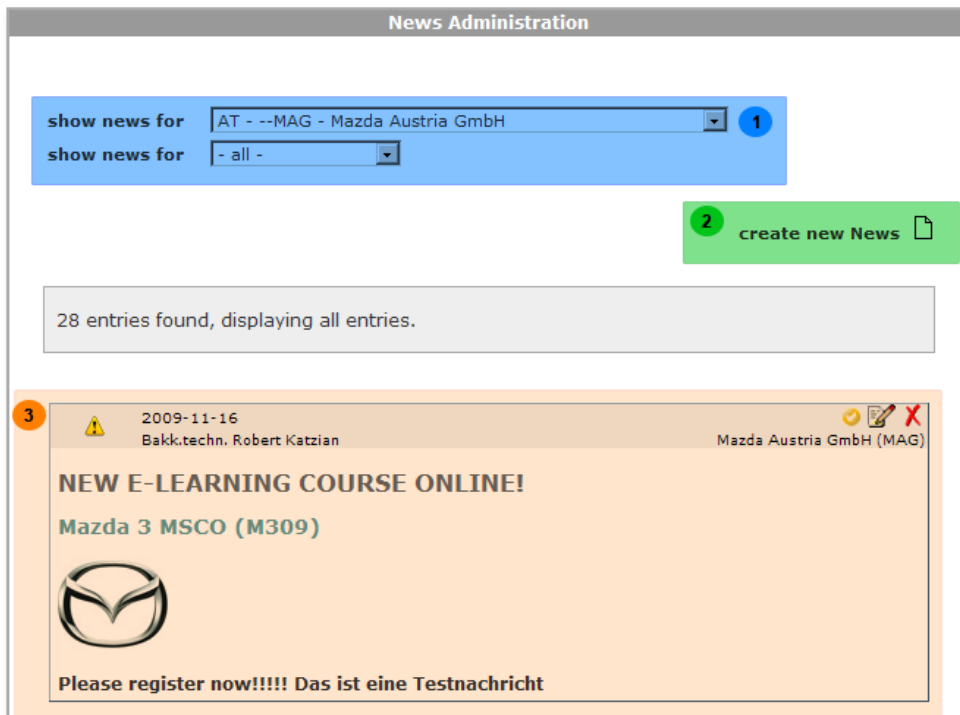 News Administration
show news for AT - --MAG - Mazda Austria GmbH 1
show news for - all -
2 create new News
28 entries found, displaying all entries.
3
2009-11-16
Bakk.techn. Robert Katzian Mazda Austria GmbH (MAG)
NEW E-LEARNING COURSE ONLINE!
Mazda 3 MSCO (M309)
Please register now!!!!! Das ist eine Testnachricht